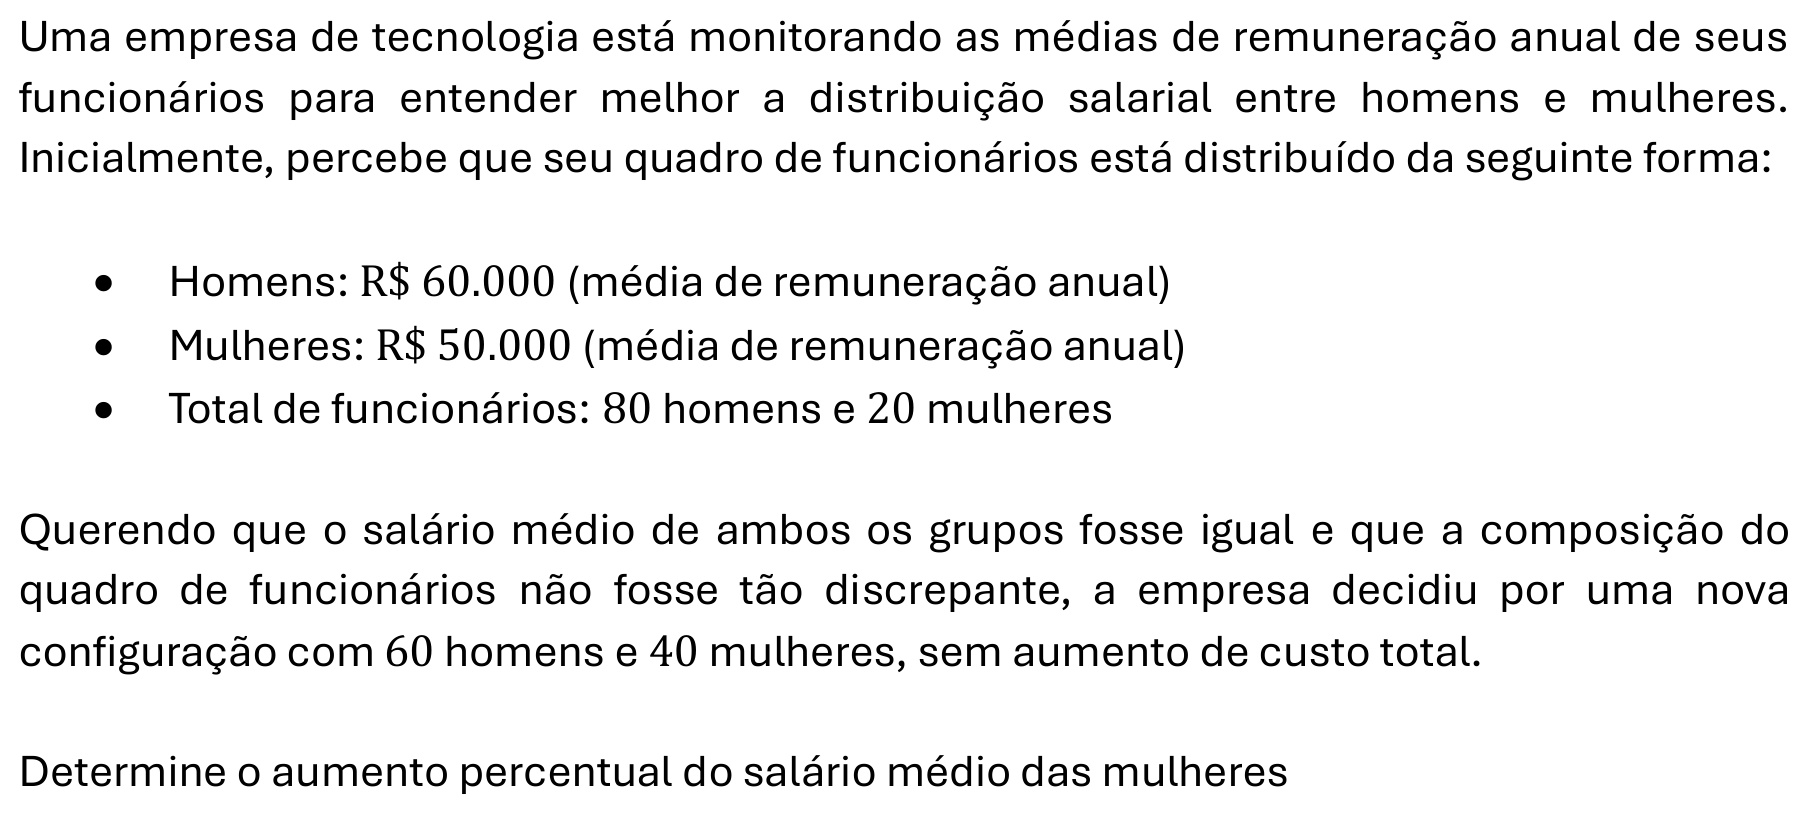 Uma empresa de tecnologia está monitorando as médias de remuneração anual de seus
funcionários para entender melhor a distribuição salarial entre homens e mulheres.
Inicialmente, percebe que seu quadro de funcionários está distribuído da seguinte forma:
• Homens: R$ 60.000 (média de remuneração anual)
• Mulheres: R$ 50.000 (média de remuneração anual)
• Total de funcionários: 80 homens e 20 mulheres
Querendo que o salário médio de ambos os grupos fosse igual e que a composição do
quadro de funcionários não fosse tão discrepante, a empresa decidiu por uma nova
configuração com 60 homens e 40 mulheres, sem aumento de custo total.
Determine o aumento percentual do salário médio das mulheres